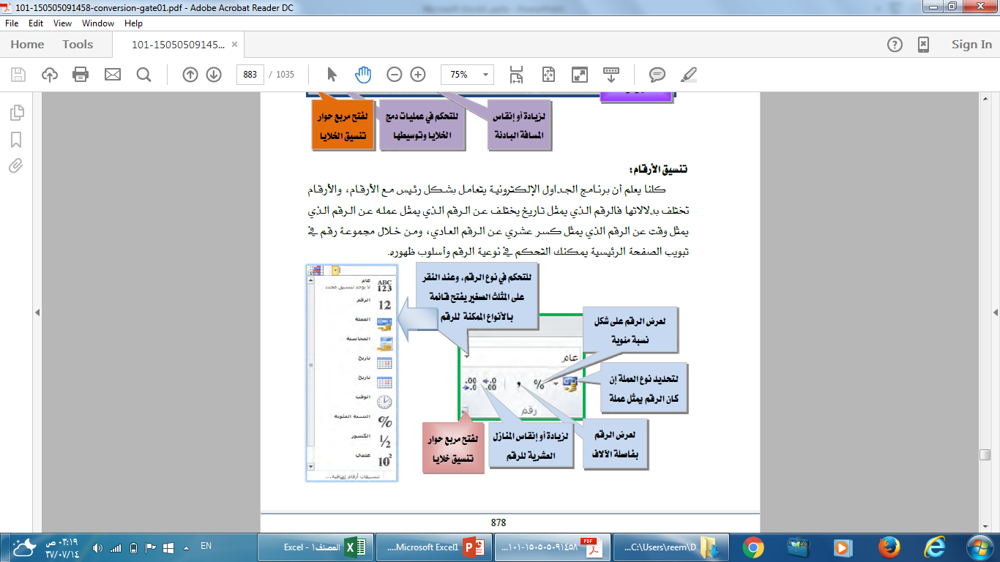 101-150505091458-conversion-gate01.pdf - Adobe Acrobat Reader DC
File Edit View Window Help
Home Tools 101-15050509145... × Sign In
883 / 1035 75%
لزيادة أو إنقاس
المسافة البادئة
للتحكم في عمليات دمج
الخلايا وتوسيطها
لفتح مربع حوار
تنسيق الخلايا
تنسيق الأرقام:
كلنا يعلم أن برنامج الجداول الإلكترونية يتعامل بشكل رئيس مع الأرقام، والأرقام
تختلف بدلالاتها فالرقم الذي يمثل تاريخ يختلف عن الرقم الذي يمثل عمله عن الرقم الذي
يمثل وقت عن الرقم الذي يمثل كسر عشري عن الرقم العادي، ومن خلال مجموعة رقم في
تبويب الصفحة الرئيسية يمكنك التحكم في نوعية الرقم وأسلوب ظهوره.
للتحكم في نوع الرقم، وعند النقر
على المثلث الصغير يفتح قائمة
بالأنواع الممكنة للرقم
لعرض الرقم على شكل
نسبة مئوية
لتحديد نوع العملة إن
كان الرقم يمثل عملة
لعرض الرقم
بفاصلة الآلاف
لزيادة أو إنقاس المنازل
العشرية للرقم
لفتح مربع حوار
تنسيق خلايا
عام
% , .0 .00 .00 .0
رقم
ABC 123 عام
لا يوجد تنسيق محدد
12 الرقم
العملة
المحاسبة
تاريخ
تاريخ
الوقت
% النسبة المئوية
½ الكسور
10² علمي
تنسيقات أرقام إضافية...
878
٠٣:١٩ ص
٣٧/٠٧/١٤
EN
المصنف١ - Excel
Microsoft Excel1...
١٠١-١٥٠٥٠٥٠٩١٤٥٨...
C:\Users\reem\D...